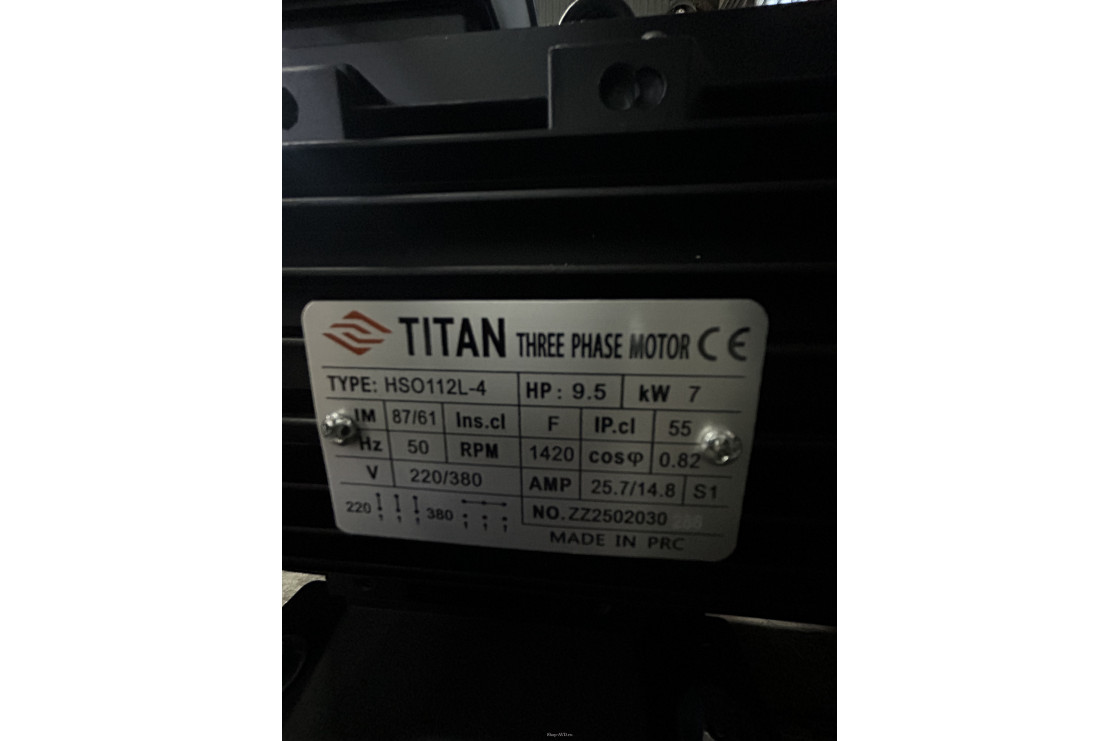 TITAN THREE PHASE MOTOR CE
TYPE: HSO112L-4 HP: 9.5 kW 7
IM 87/61 Ins.cl F IP.cl 55
Hz 50 RPM 1420 cosφ 0.82
V 220/380 AMP 25.7/14.8 S1
220 380 NO. ZZ2502030
MADE IN PRC